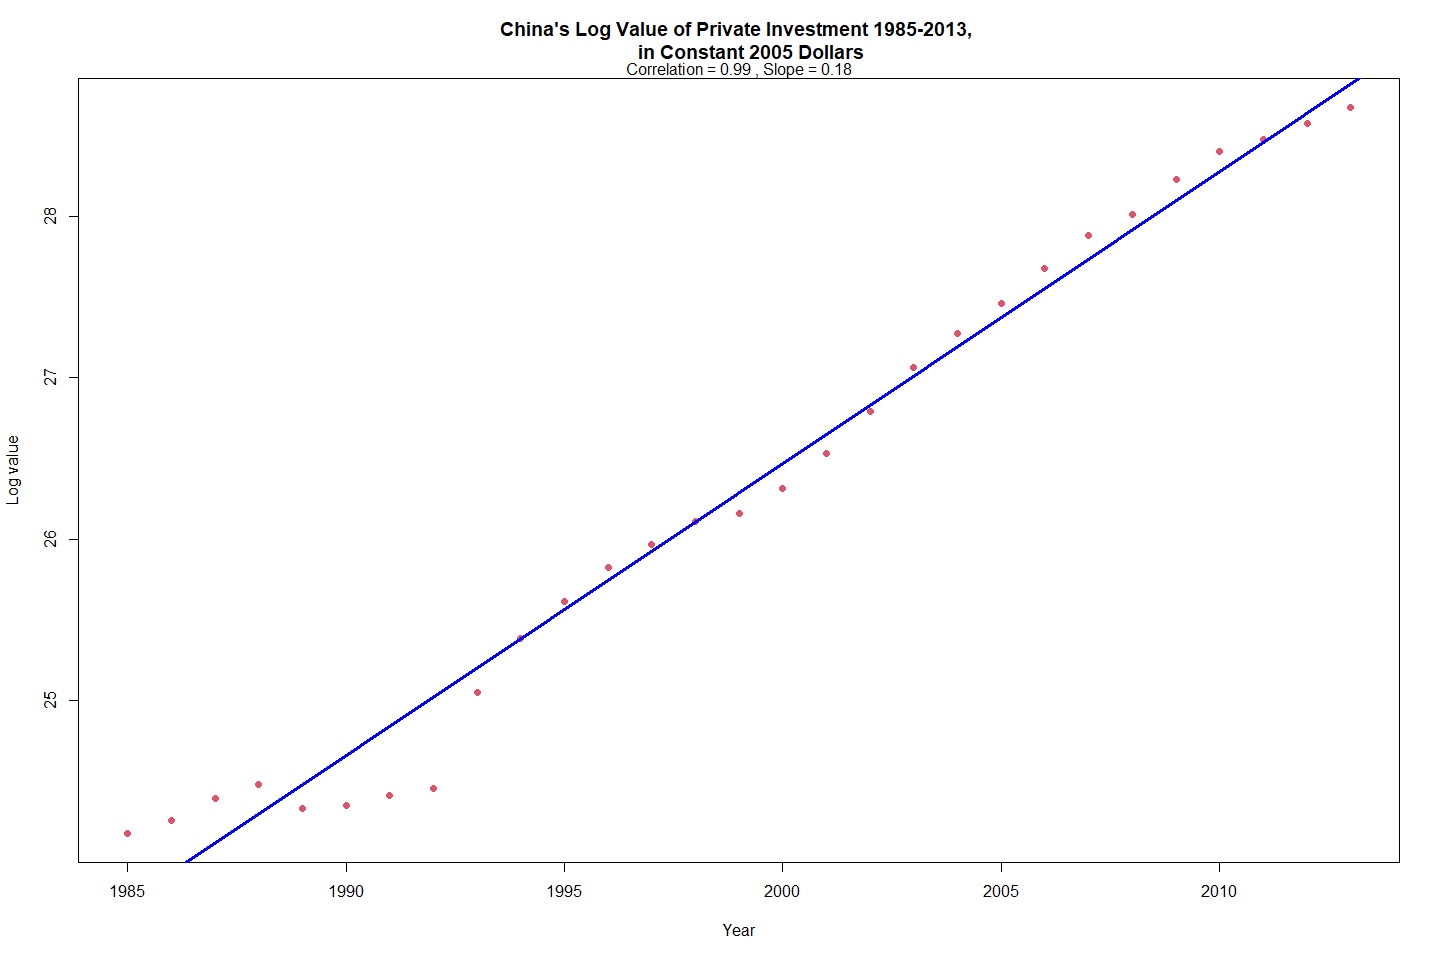 China's Log Value of Private Investment 1985-2013,
in Constant 2005 Dollars
Correlation = 0.99 , Slope = 0.18
Log value
28
27
26
25
1985 1990 1995 2000 2005 2010
Year